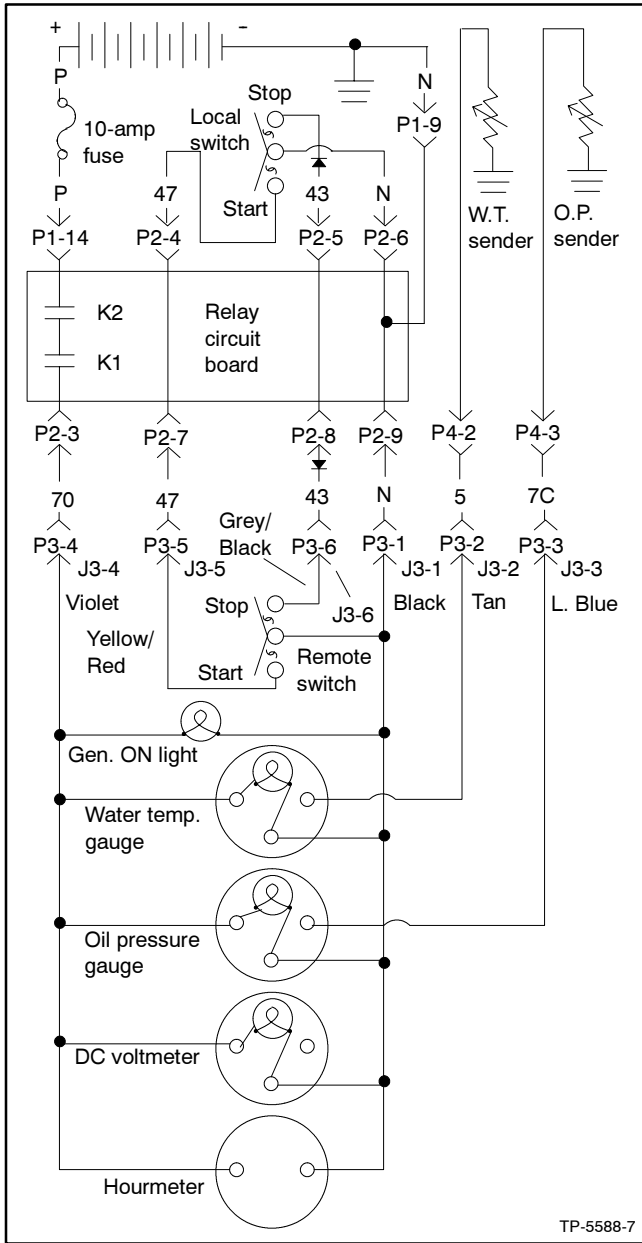 + -
P
N
Stop
Local
switch
10-amp
fuse
P1-9
P
47
Start
43
N
W.T.
sender
O.P.
sender
P1-14
P2-4
P2-5
P2-6
K2
K1
Relay
circuit
board
P2-3
P2-7
P2-8
P2-9
P4-2
P4-3
70
47
43
N
5
7C
Grey/
Black
P3-4
P3-5
P3-6
P3-1
P3-2
P3-3
J3-4
J3-5
J3-6
J3-1
J3-2
J3-3
Violet
Stop
Black
Tan
L. Blue
Yellow/
Red
Start
Remote
switch
Gen. ON light
Water temp.
gauge
Oil pressure
gauge
DC voltmeter
Hourmeter
TP-5588-7